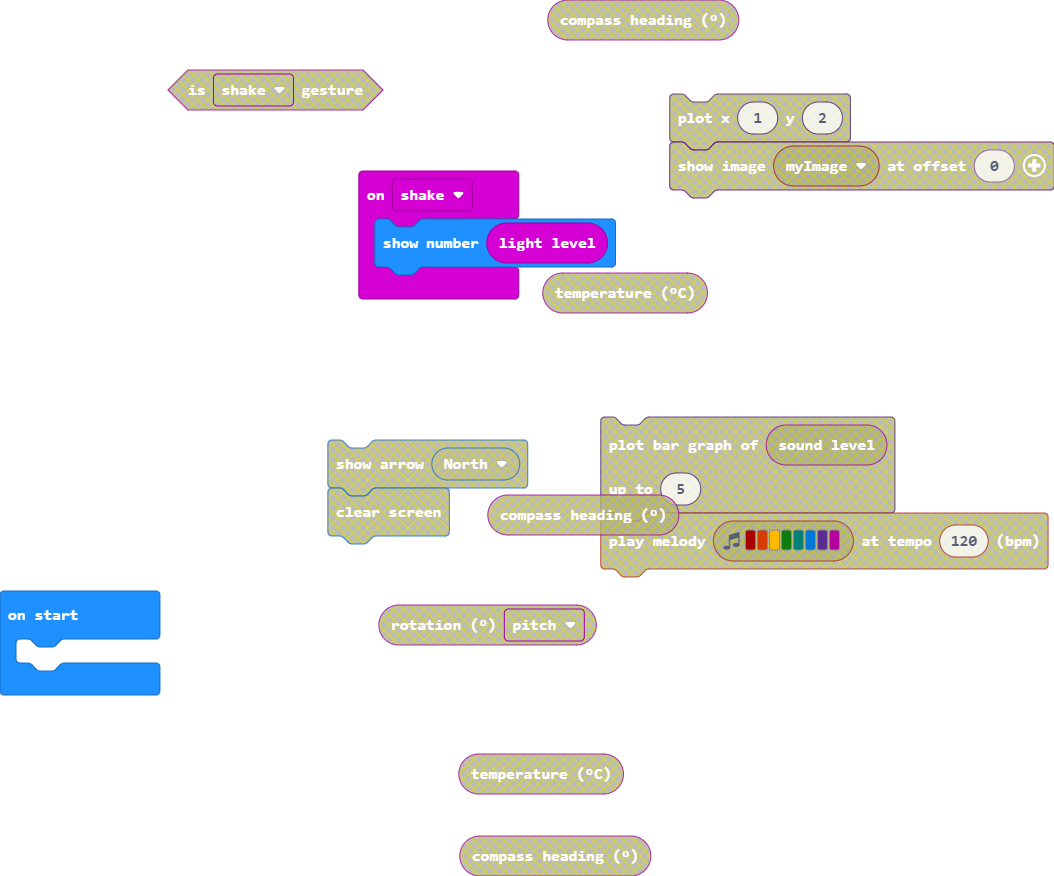 compass heading (°)
is shake gesture
plot x 1 y 2
show image myImage at offset 0
on shake
show number light level
temperature (°C)
plot bar graph of sound level
up to 5
show arrow North
clear screen
compass heading (°)
play melody at tempo 120 (bpm)
on start
rotation (°) pitch
temperature (°C)
compass heading (°)